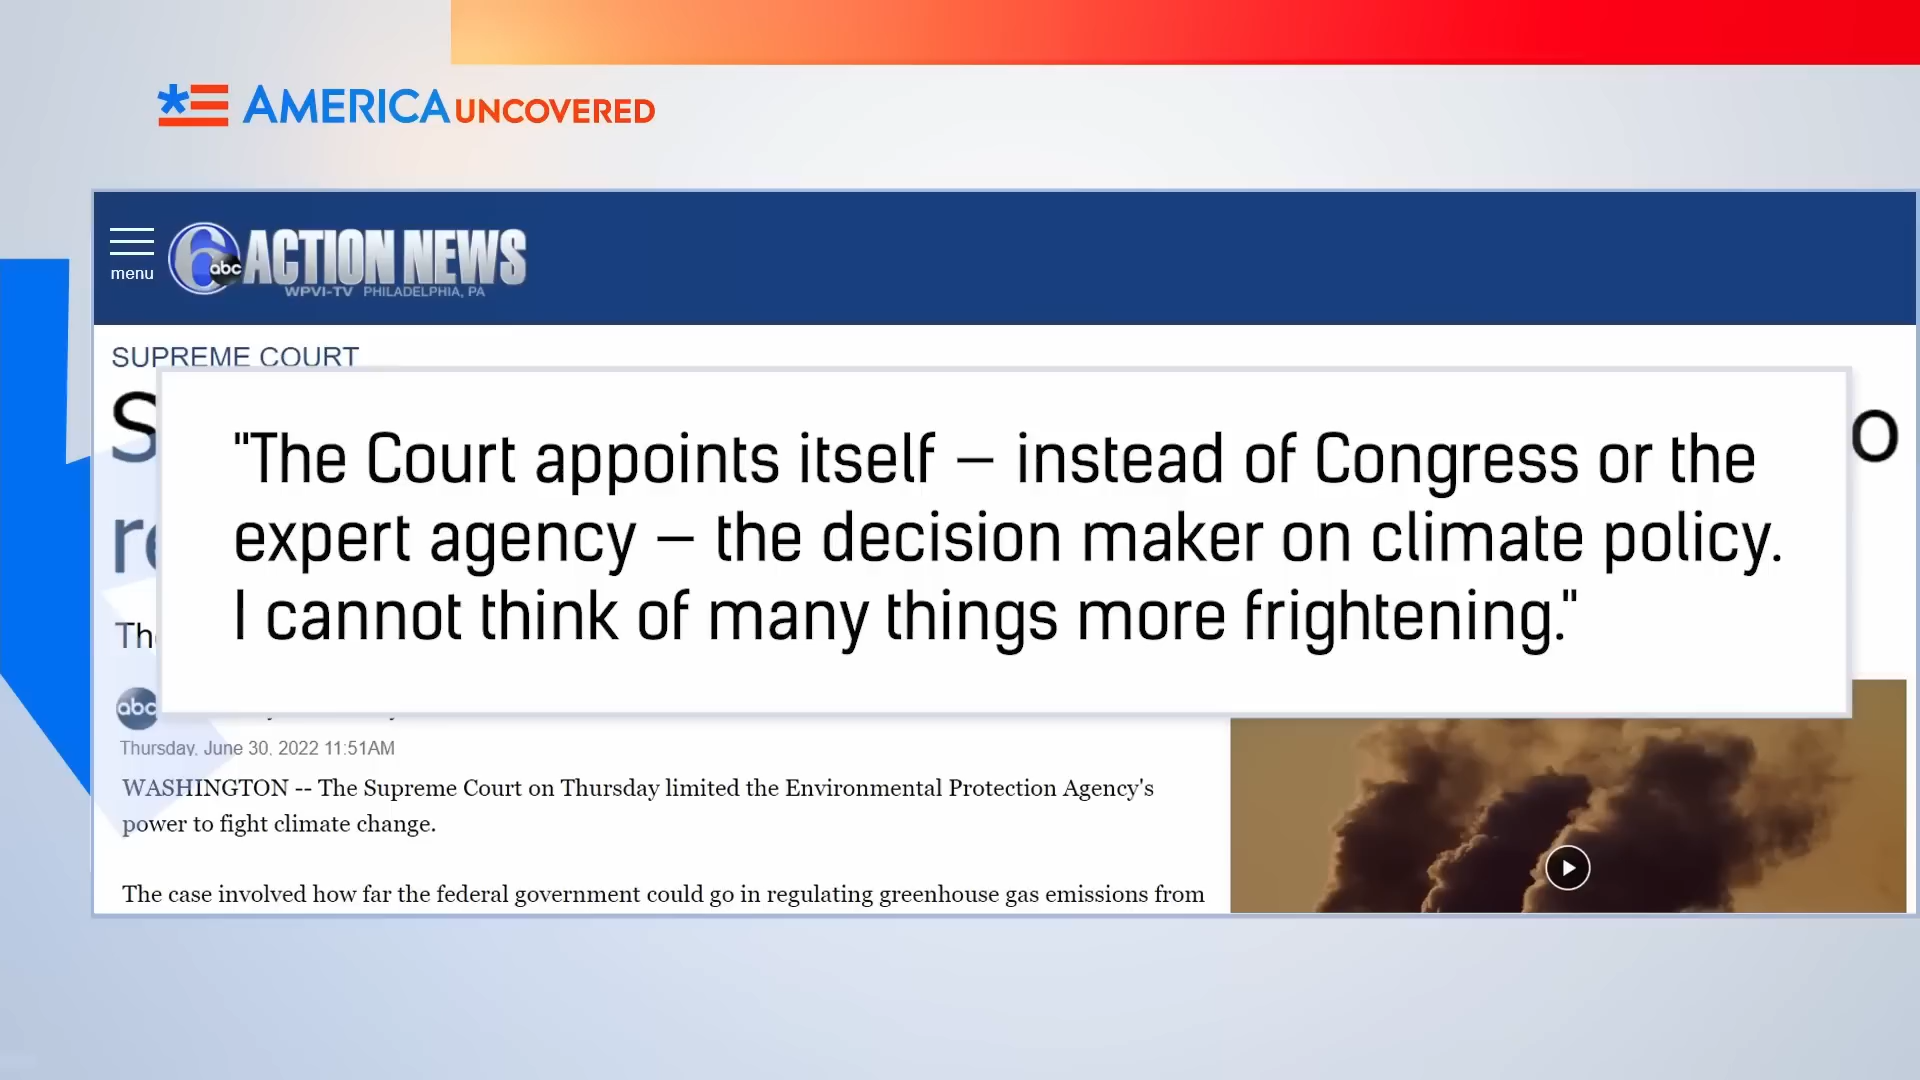 AMERICA UNCOVERED
menu
6 abc ACTION NEWS
WPVI-TV PHILADELPHIA, PA
SUPREME COURT
"The Court appoints itself – instead of Congress or the
expert agency – the decision maker on climate policy.
I cannot think of many things more frightening."
abc
Thursday, June 30, 2022 11:51AM
WASHINGTON -- The Supreme Court on Thursday limited the Environmental Protection Agency's
power to fight climate change.
The case involved how far the federal government could go in regulating greenhouse gas emissions from